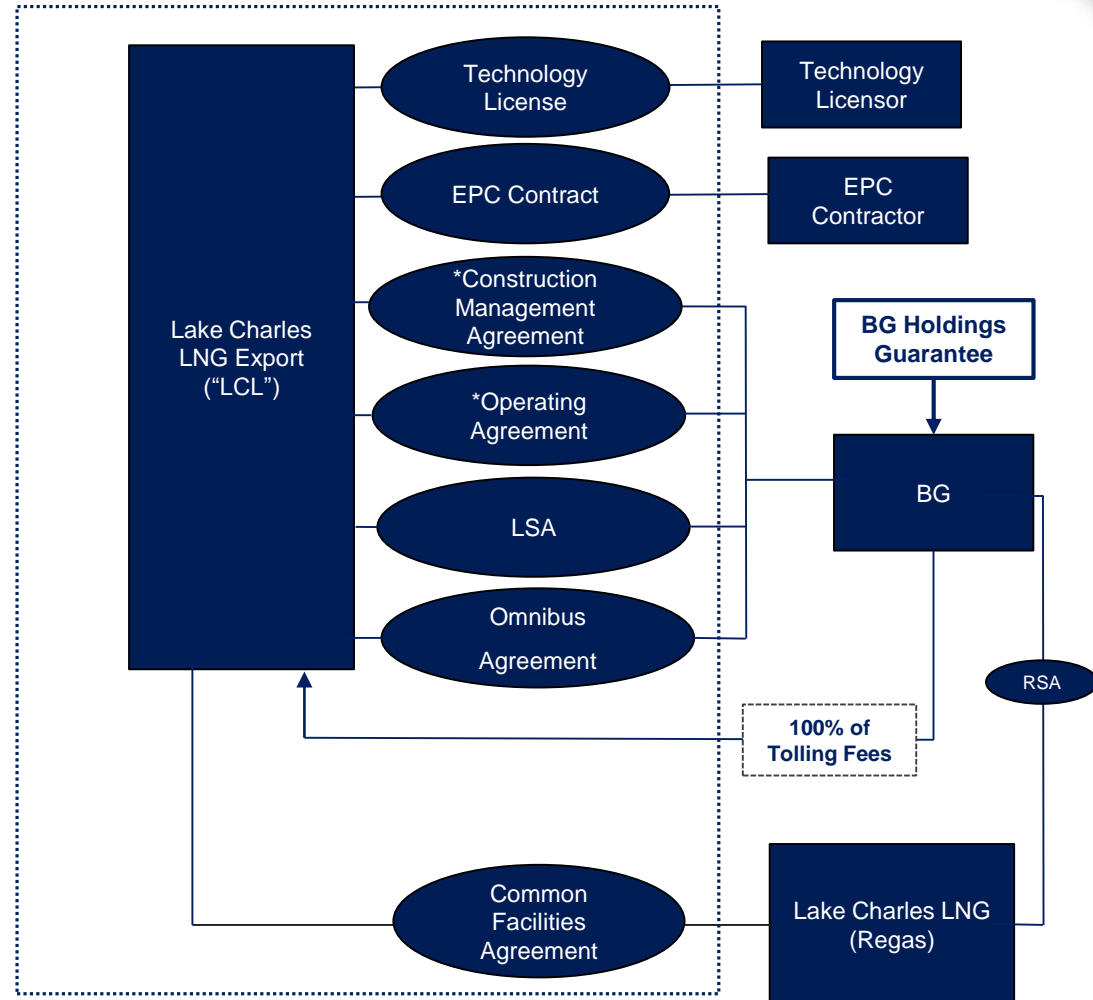 Technology
License
Technology
Licensor
EPC Contract
EPC
Contractor
*Construction
Management
Agreement
Lake Charles
LNG Export
(“LCL”)
BG Holdings
Guarantee
*Operating
Agreement
BG
LSA
Omnibus
Agreement
RSA
100% of
Tolling Fees
Common
Facilities
Agreement
Lake Charles LNG
(Regas)